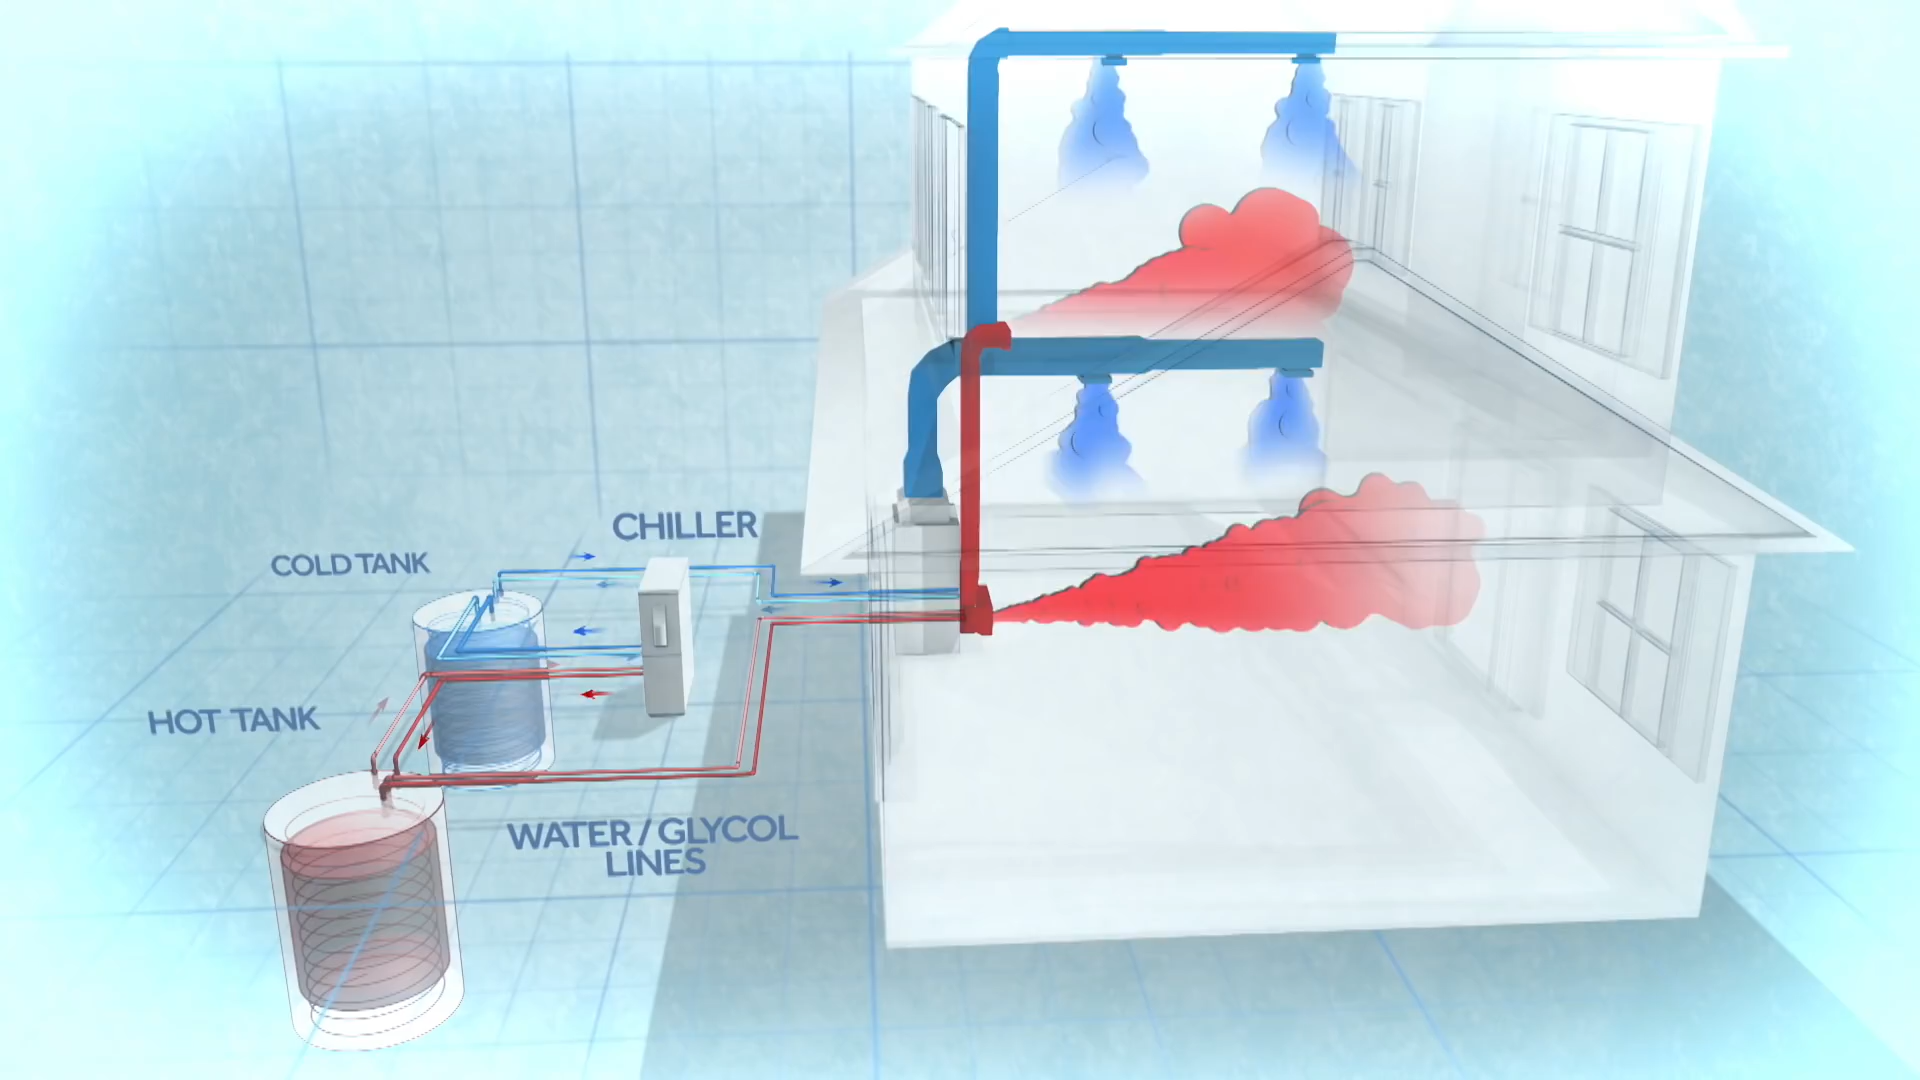 CHILLER
COLD TANK
HOT TANK
WATER/GLYCOL
LINES